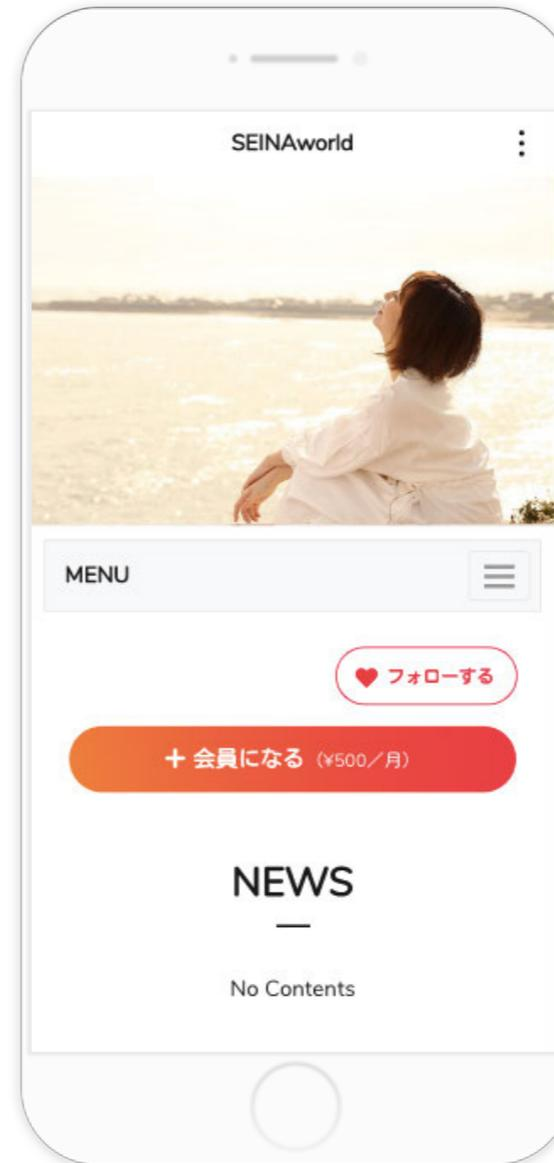 SEINAworld
MENU
フォローする
+ 会員になる (¥500/月)
NEWS
No Contents